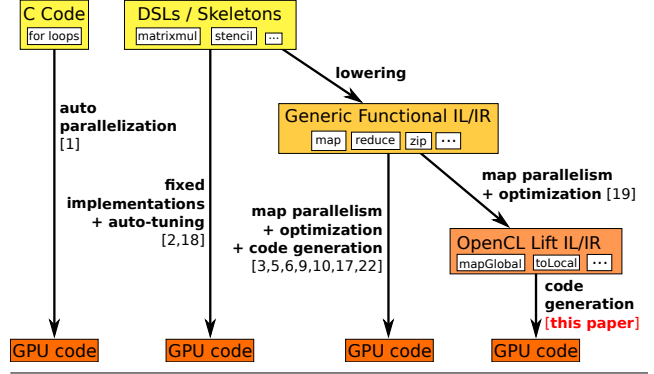 C Code
for loops
DSLs / Skeletons
matrixmul stencil ...
lowering
auto
parallelization
[1]
Generic Functional IL/IR
map reduce zip ...
fixed
implementations
+ auto-tuning
[2,18]
map parallelism
+ optimization
+ code generation
[3,5,6,9,10,17,22]
map parallelism
+ optimization [19]
OpenCL Lift IL/IR
mapGlobal toLocal ...
code
generation
[this paper]
GPU code
GPU code
GPU code
GPU code